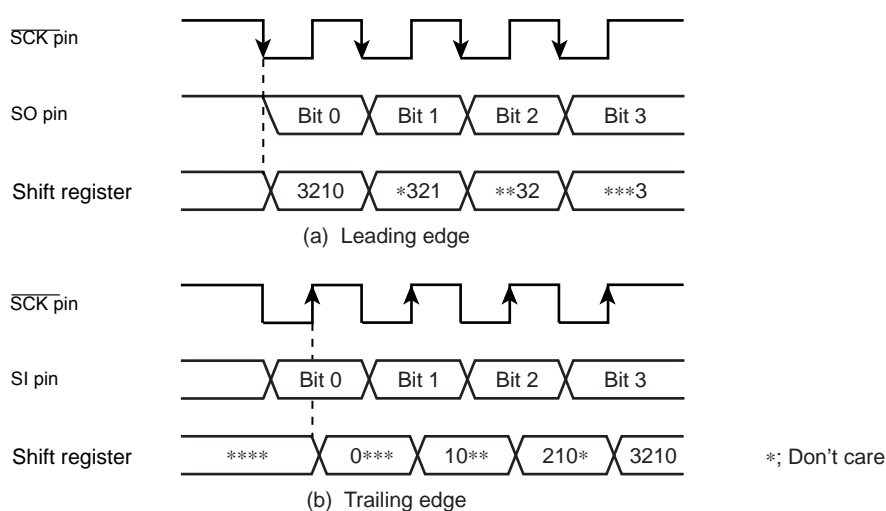 SCK pin
SO pin
Bit 0 Bit 1 Bit 2 Bit 3
Shift register
3210 *321 **32 ***3
(a) Leading edge
SCK pin
SI pin
Bit 0 Bit 1 Bit 2 Bit 3
Shift register
**** 0*** 10** 210* 3210
*; Don't care
(b) Trailing edge